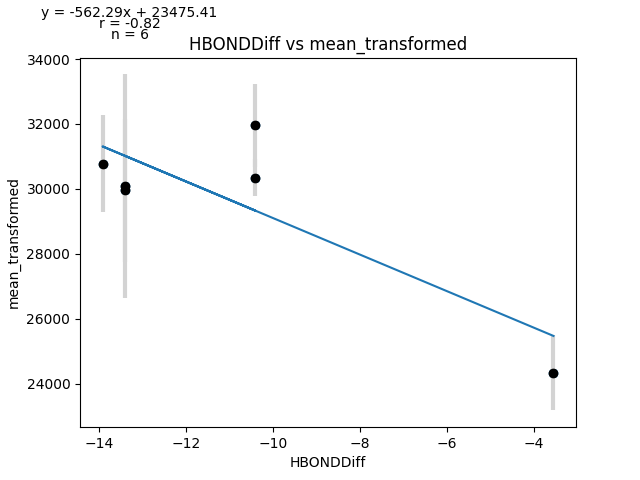 y = -562.29x + 23475.41
r = -0.82
n = 6
HBONDDiff vs mean_transformed
34000
32000
30000
28000
26000
24000
mean_transformed
−14
−12
−10
−8
−6
−4
HBONDDiff